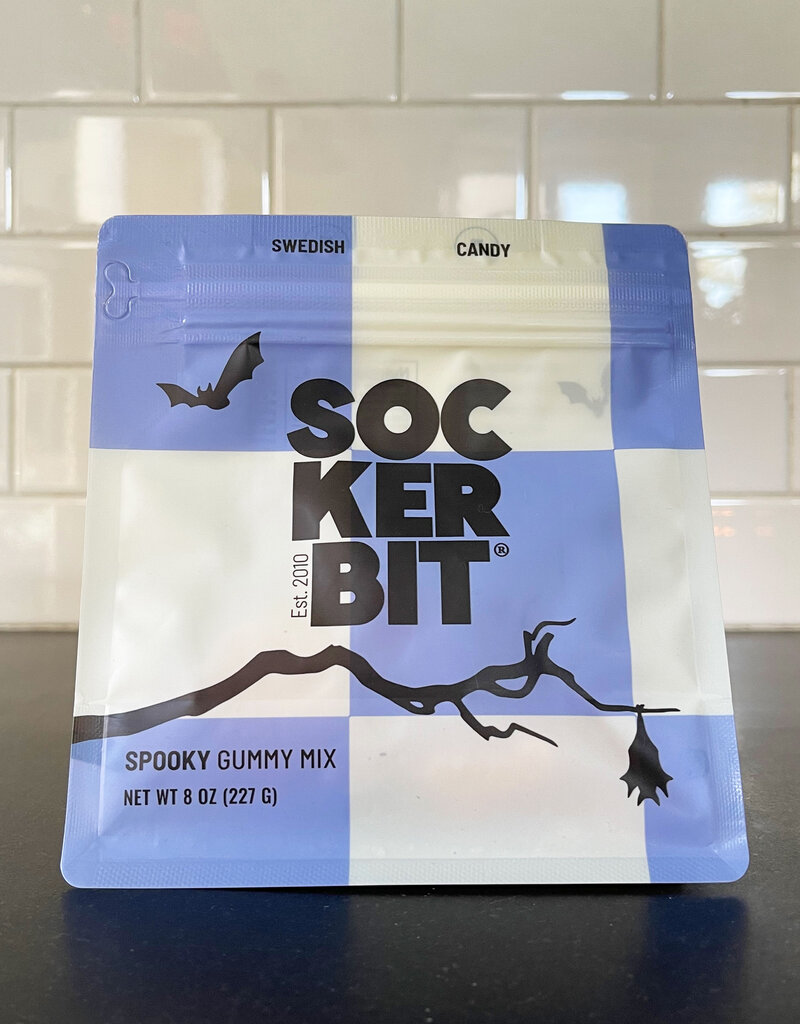 SWEDISH CANDY
SOC
KER
BIT®
Est. 2010
SPOOKY GUMMY MIX
NET WT 8 OZ (227 G)